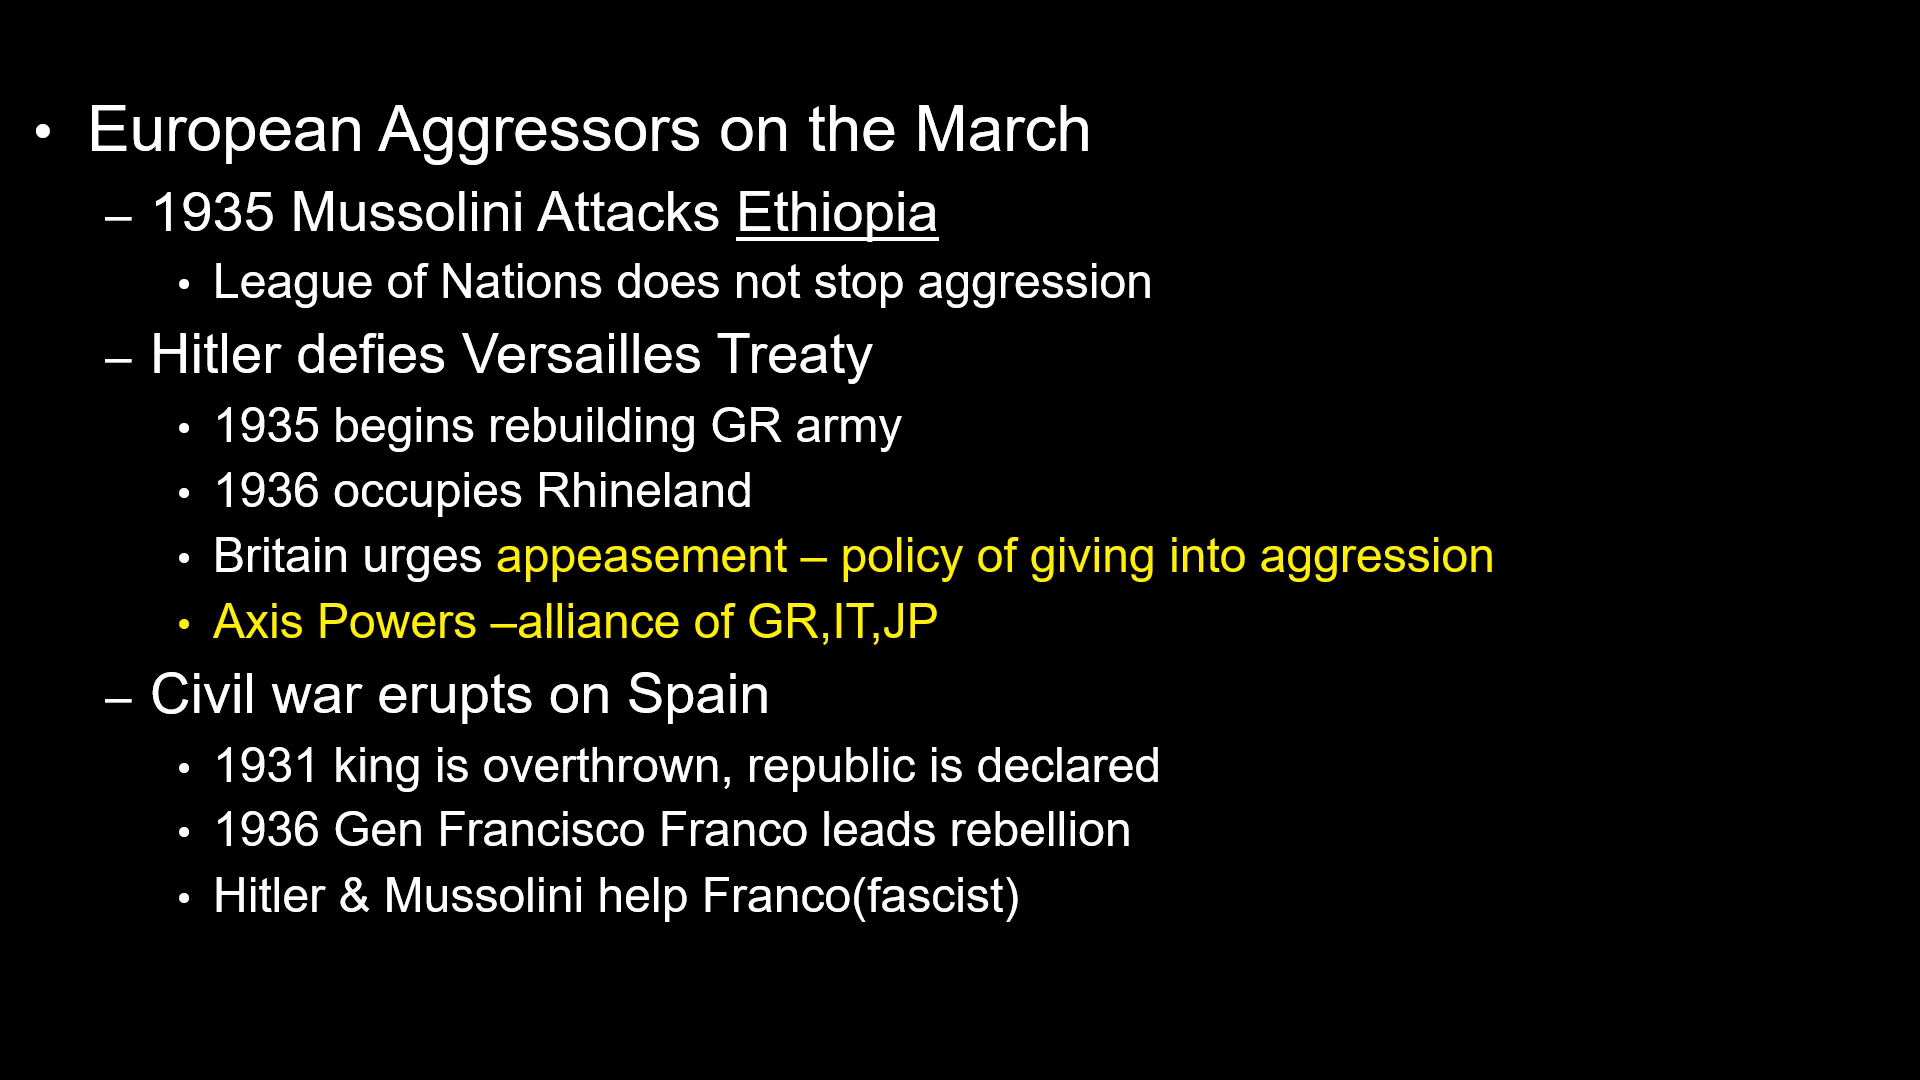 • European Aggressors on the March
– 1935 Mussolini Attacks Ethiopia
• League of Nations does not stop aggression
– Hitler defies Versailles Treaty
• 1935 begins rebuilding GR army
• 1936 occupies Rhineland
• Britain urges appeasement – policy of giving into aggression
• Axis Powers –alliance of GR,IT,JP
– Civil war erupts on Spain
• 1931 king is overthrown, republic is declared
• 1936 Gen Francisco Franco leads rebellion
• Hitler & Mussolini help Franco(fascist)